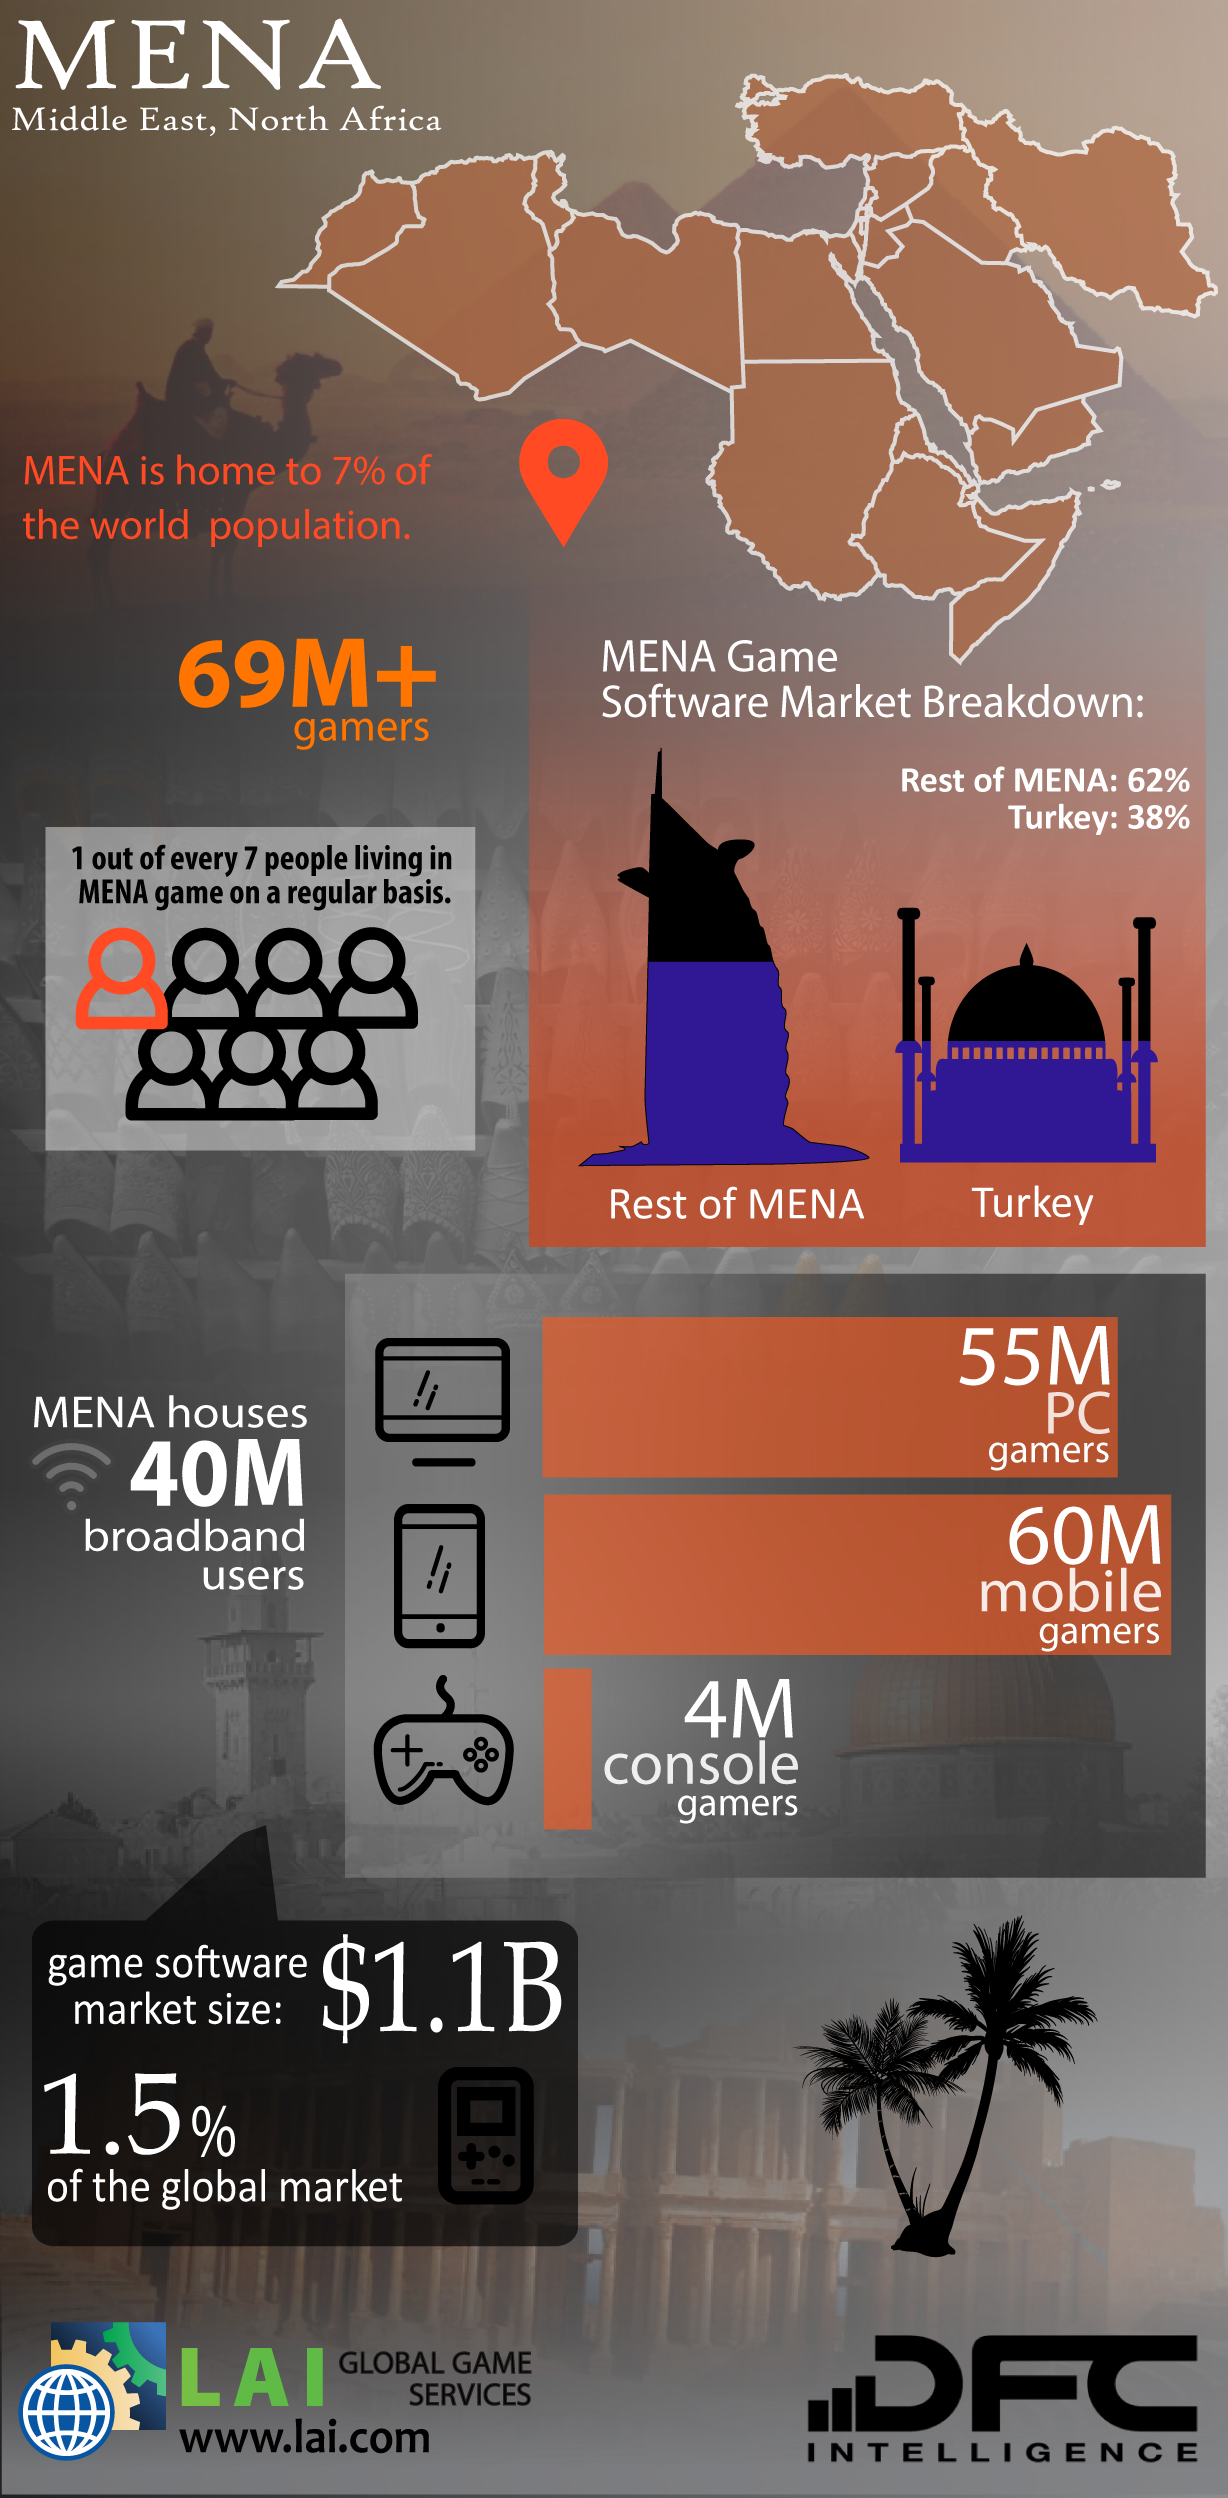 MENA
Middle East, North Africa
MENA is home to 7% of
the world population.
69M+
gamers
1 out of every 7 people living in
MENA game on a regular basis.
MENA Game
Software Market Breakdown:
Rest of MENA: 62%
Turkey: 38%
Rest of MENA
Turkey
MENA houses
40M
broadband
users
55M
PC
gamers
60M
mobile
gamers
4M
console
gamers
game software
market size:
$1.1B
1.5%
of the global market
LAI
GLOBAL GAME
SERVICES
www.lai.com
DFC
INTELLIGENCE